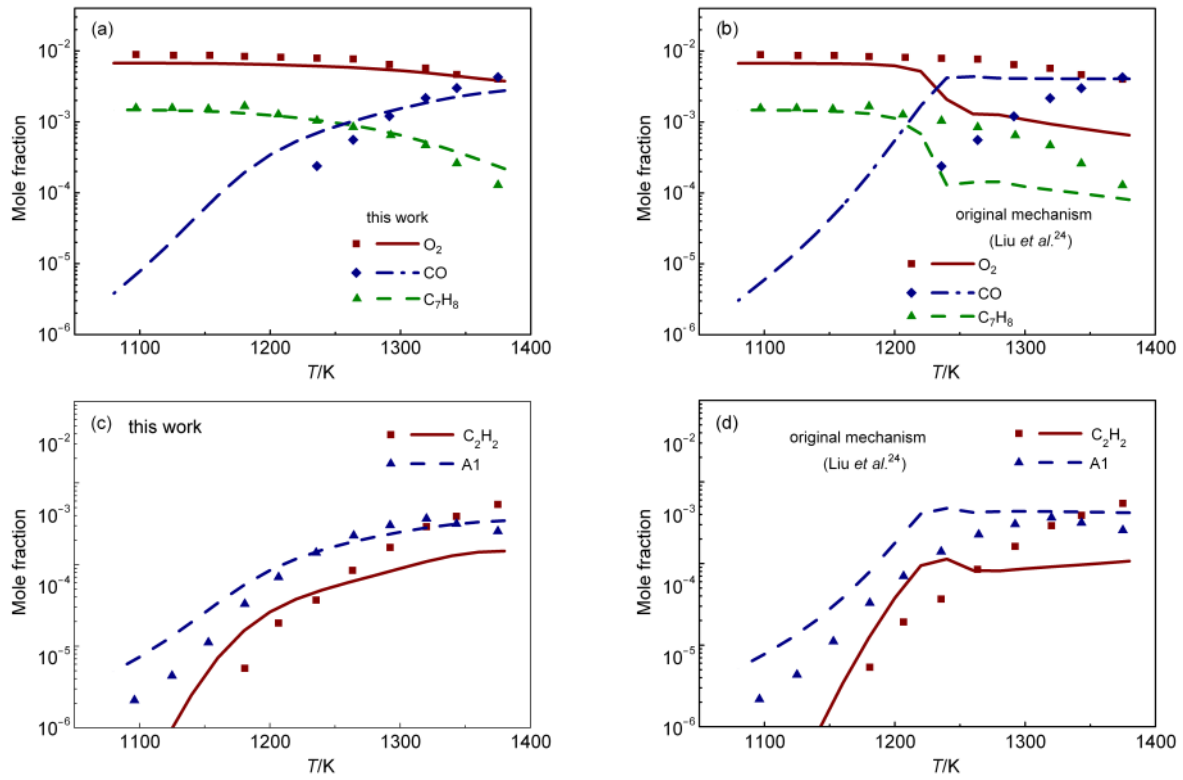 (a)
10⁻²
10⁻³
10⁻⁴
10⁻⁵
10⁻⁶
Mole fraction
this work
O₂
CO
C₇H₈
1100 1200 1300 1400
T/K
(b)
10⁻²
10⁻³
10⁻⁴
10⁻⁵
10⁻⁶
Mole fraction
original mechanism
(Liu et al.²⁴)
O₂
CO
C₇H₈
1100 1200 1300 1400
T/K
(c) this work
10⁻²
10⁻³
10⁻⁴
10⁻⁵
10⁻⁶
Mole fraction
C₂H₂
A1
1100 1200 1300 1400
T/K
(d)
original mechanism
(Liu et al.²⁴)
10⁻²
10⁻³
10⁻⁴
10⁻⁵
10⁻⁶
Mole fraction
C₂H₂
A1
1100 1200 1300 1400
T/K